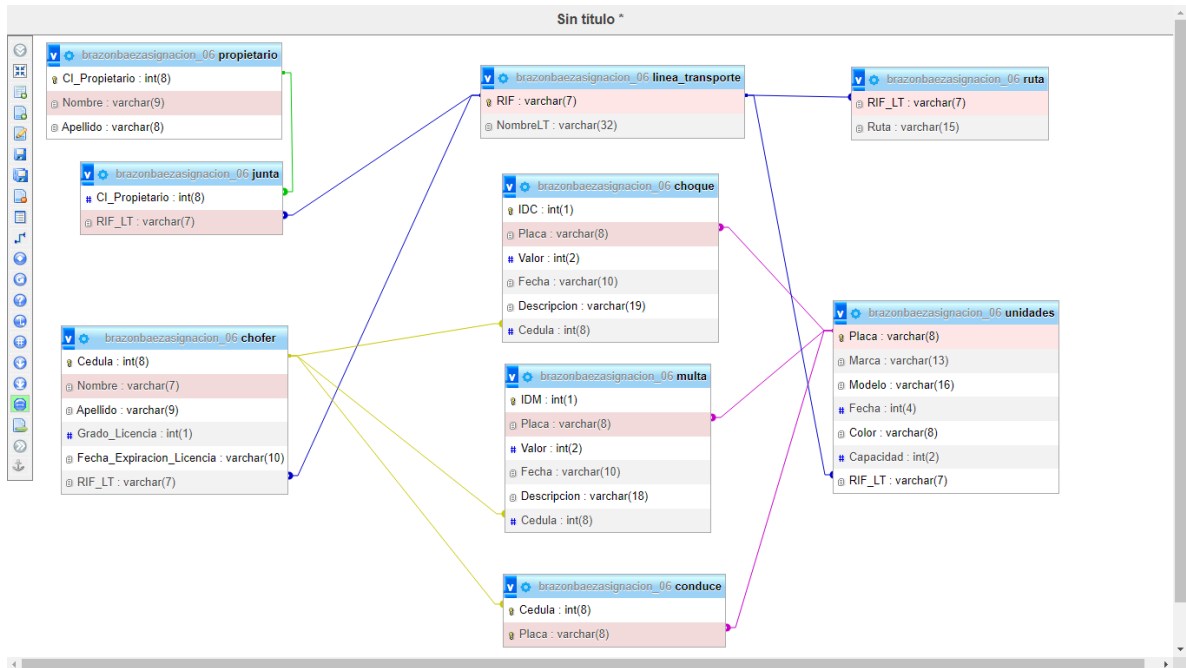 Sin título *
brazonbaezasignacion_06 propietario
CI_Propietario : int(8)
Nombre : varchar(9)
Apellido : varchar(8)
brazonbaezasignacion_06 junta
CI_Propietario : int(8)
RIF_LT : varchar(7)
brazonbaezasignacion_06 chofer
Cedula : int(8)
Nombre : varchar(7)
Apellido : varchar(9)
Grado_Licencia : int(1)
Fecha_Expiracion_Licencia : varchar(10)
RIF_LT : varchar(7)
brazonbaezasignacion_06 linea_transporte
RIF : varchar(7)
NombreLT : varchar(32)
brazonbaezasignacion_06 choque
IDC : int(1)
Placa : varchar(8)
Valor : int(2)
Fecha : varchar(10)
Descripcion : varchar(19)
Cedula : int(8)
brazonbaezasignacion_06 multa
IDM : int(1)
Placa : varchar(8)
Valor : int(2)
Fecha : varchar(10)
Descripcion : varchar(18)
Cedula : int(8)
brazonbaezasignacion_06 conduce
Cedula : int(8)
Placa : varchar(8)
brazonbaezasignacion_06 ruta
RIF_LT : varchar(7)
Ruta : varchar(15)
brazonbaezasignacion_06 unidades
Placa : varchar(8)
Marca : varchar(13)
Modelo : varchar(16)
Fecha : int(4)
Color : varchar(8)
Capacidad : int(2)
RIF_LT : varchar(7)